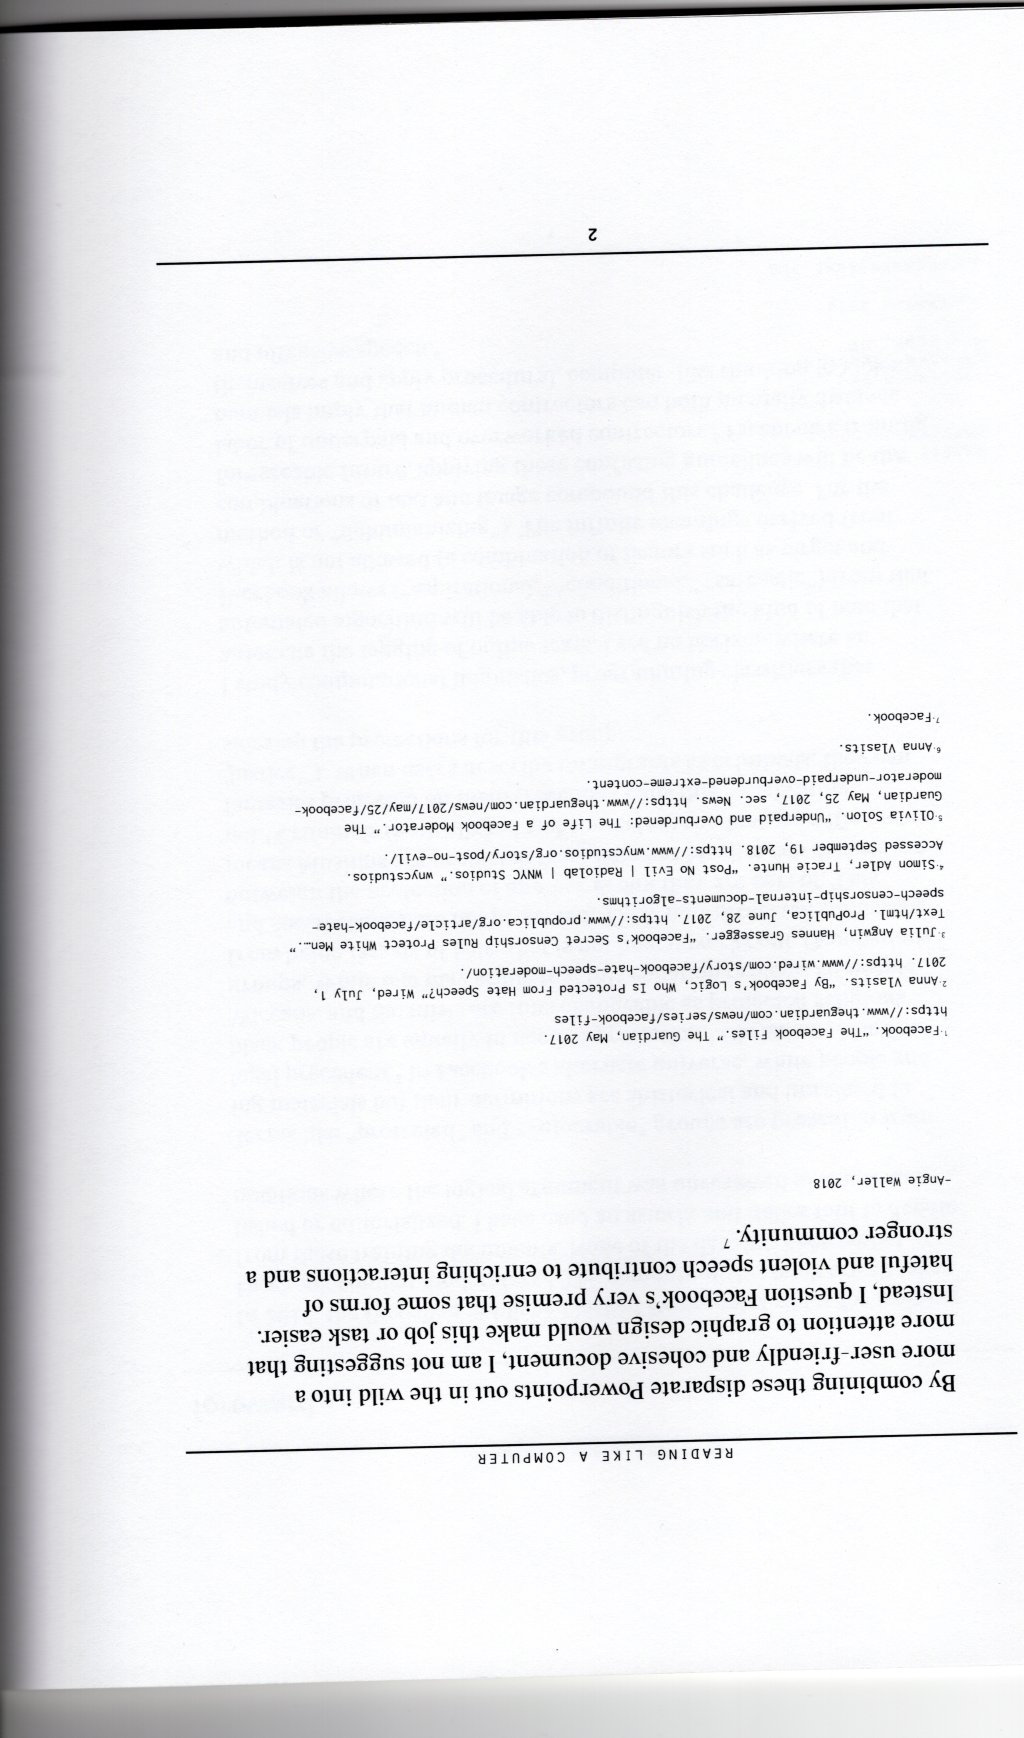 READING LIKE A COMPUTER
By combining these disparate Powerpoints out in the wild into a
more user-friendly and cohesive document, I am not suggesting that
more attention to graphic design would make this job or task easier.
Instead, I question Facebook's very premise that some forms of
hateful and violent speech contribute to enriching interactions and a
stronger community. 7
–Angie Waller, 2018
1. Facebook. “The Facebook Files.” The Guardian, May 2017.
https://www.theguardian.com/news/series/facebook-files
2. Anna Vlasits. “By Facebook's Logic, Who Is Protected From Hate Speech?” Wired, July 1,
2017. https://www.wired.com/story/facebook-hate-speech-moderation/.
3. Julia Angwin, Hannes Grassegger. “Facebook's Secret Censorship Rules Protect White Men….”
Text/html. ProPublica, June 28, 2017. https://www.propublica.org/article/facebook-hate-
speech-censorship-internal-documents-algorithms.
4. Simon Adler, Tracie Hunte. “Post No Evil | Radiolab | WNYC Studios.” wnycstudios.
Accessed September 19, 2018. https://www.wnycstudios.org/story/post-no-evil/.
5. Olivia Solon. “Underpaid and Overburdened: The Life of a Facebook Moderator.” The
Guardian, May 25, 2017, sec. News. https://www.theguardian.com/news/2017/may/25/facebook-
moderator-underpaid-overburdened-extreme-content.
6. Anna Vlasits.
7. Facebook.
2